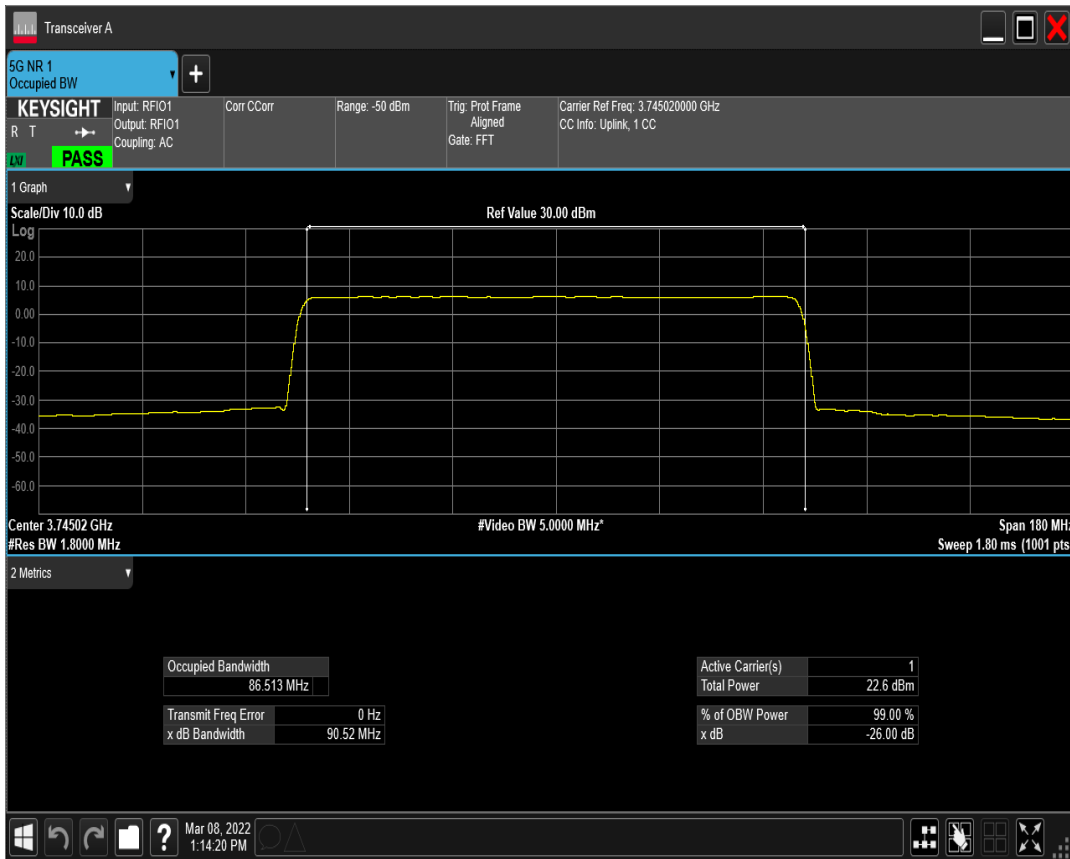 Transceiver A
5G NR 1
Occupied BW
KEYSIGHT
R T
LXI
PASS
Input: RFIO1
Output: RFIO1
Coupling: AC
Corr CCorr
Range: -50 dBm
Trig: Prot Frame
Aligned
Gate: FFT
Carrier Ref Freq: 3.745020000 GHz
CC Info: Uplink, 1 CC
1 Graph
Scale/Div 10.0 dB
Ref Value 30.00 dBm
Log
20.0
10.0
0.00
-10.0
-20.0
-30.0
-40.0
-50.0
-60.0
Center 3.74502 GHz
#Video BW 5.0000 MHz*
Span 180 MHz
#Res BW 1.8000 MHz
Sweep 1.80 ms (1001 pts
2 Metrics
Occupied Bandwidth
86.513 MHz
Transmit Freq Error 0 Hz
x dB Bandwidth 90.52 MHz
Active Carrier(s) 1
Total Power 22.6 dBm
% of OBW Power 99.00 %
x dB -26.00 dB
?
Mar 08, 2022
1:14:20 PM